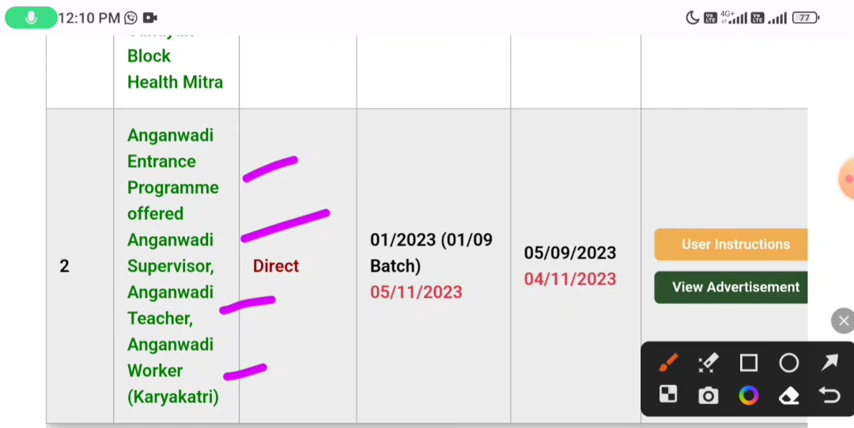 12:10 PM
4G+
77
Block
Health Mitra
2
Anganwadi
Entrance
Programme
offered
Anganwadi
Supervisor,
Anganwadi
Teacher,
Anganwadi
Worker
(Karyakatri)
Direct
01/2023 (01/09
Batch)
05/11/2023
05/09/2023
04/11/2023
User Instructions
View Advertisement